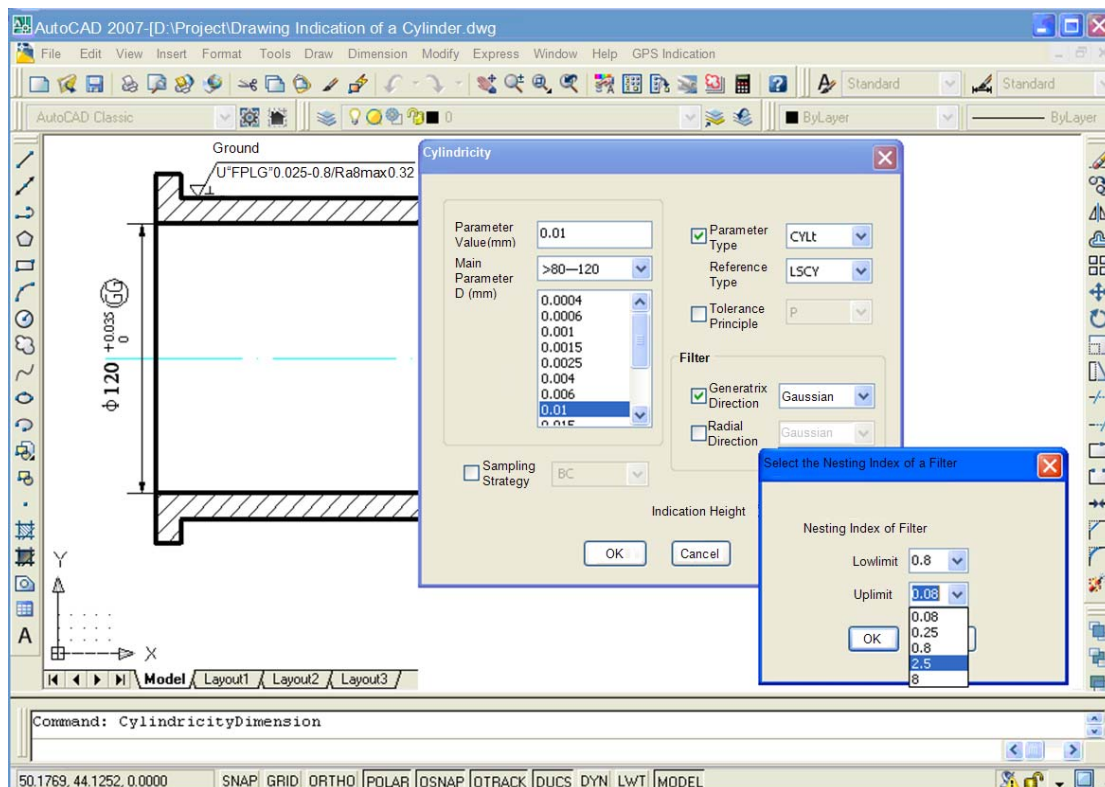 AutoCAD 2007-[D:\Project\Drawing Indication of a Cylinder.dwg
File Edit View Insert Format Tools Draw Dimension Modify Express Window Help GPS Indication
Standard Standard
AutoCAD Classic 0 ByLayer ByLayer
Ground
U"FPLG"0.025-0.8/Ra8max0.32
Φ120 +0.035 0 GG
Cylindricity
Parameter Value(mm) 0.01
Main Parameter D (mm) >80—120
0.0004
0.0006
0.001
0.0015
0.0025
0.004
0.006
0.01
0.015
Parameter Type CYLt
Reference Type LSCY
Tolerance Principle P
Filter
Generatrix Direction Gaussian
Radial Direction Gaussian
Sampling Strategy BC
Indication Height
OK Cancel
Select the Nesting Index of a Filter
Nesting Index of Filter
Lowlimit 0.8
Uplimit 0.08
0.08
0.25
0.8
2.5
8
OK
Y
X
A
Model Layout1 Layout2 Layout3
Command: CylindricityDimension
50.1769, 44.1252, 0.0000 SNAP GRID ORTHO POLAR OSNAP OTRACK DUCS DYN LWT MODEL